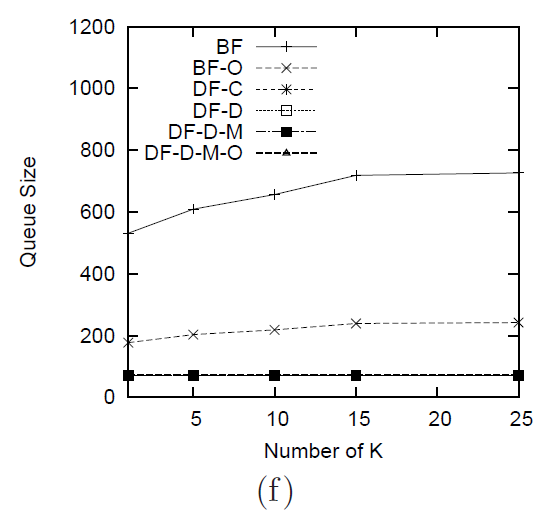 1200
1000
800
600
400
200
0
Queue Size
BF
BF-O
DF-C
DF-D
DF-D-M
DF-D-M-O
5
10
15
20
25
Number of K
(f)